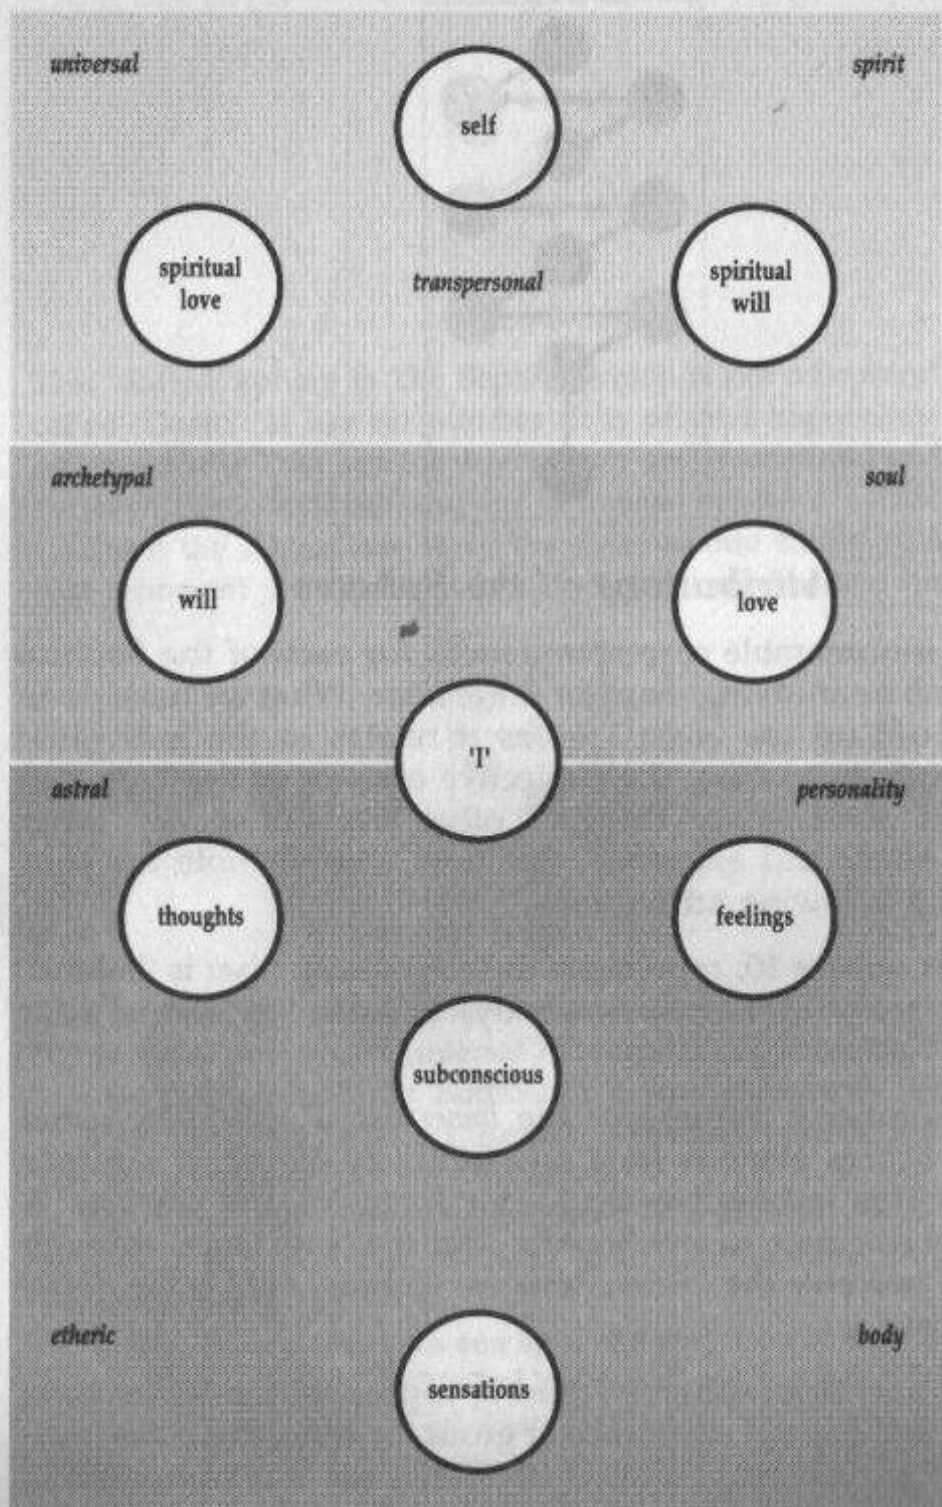 universal
spirit
self
spiritual
love
transpersonal
spiritual
will
archetypal
soul
will
love
'I'
astral
personality
thoughts
feelings
subconscious
etheric
body
sensations